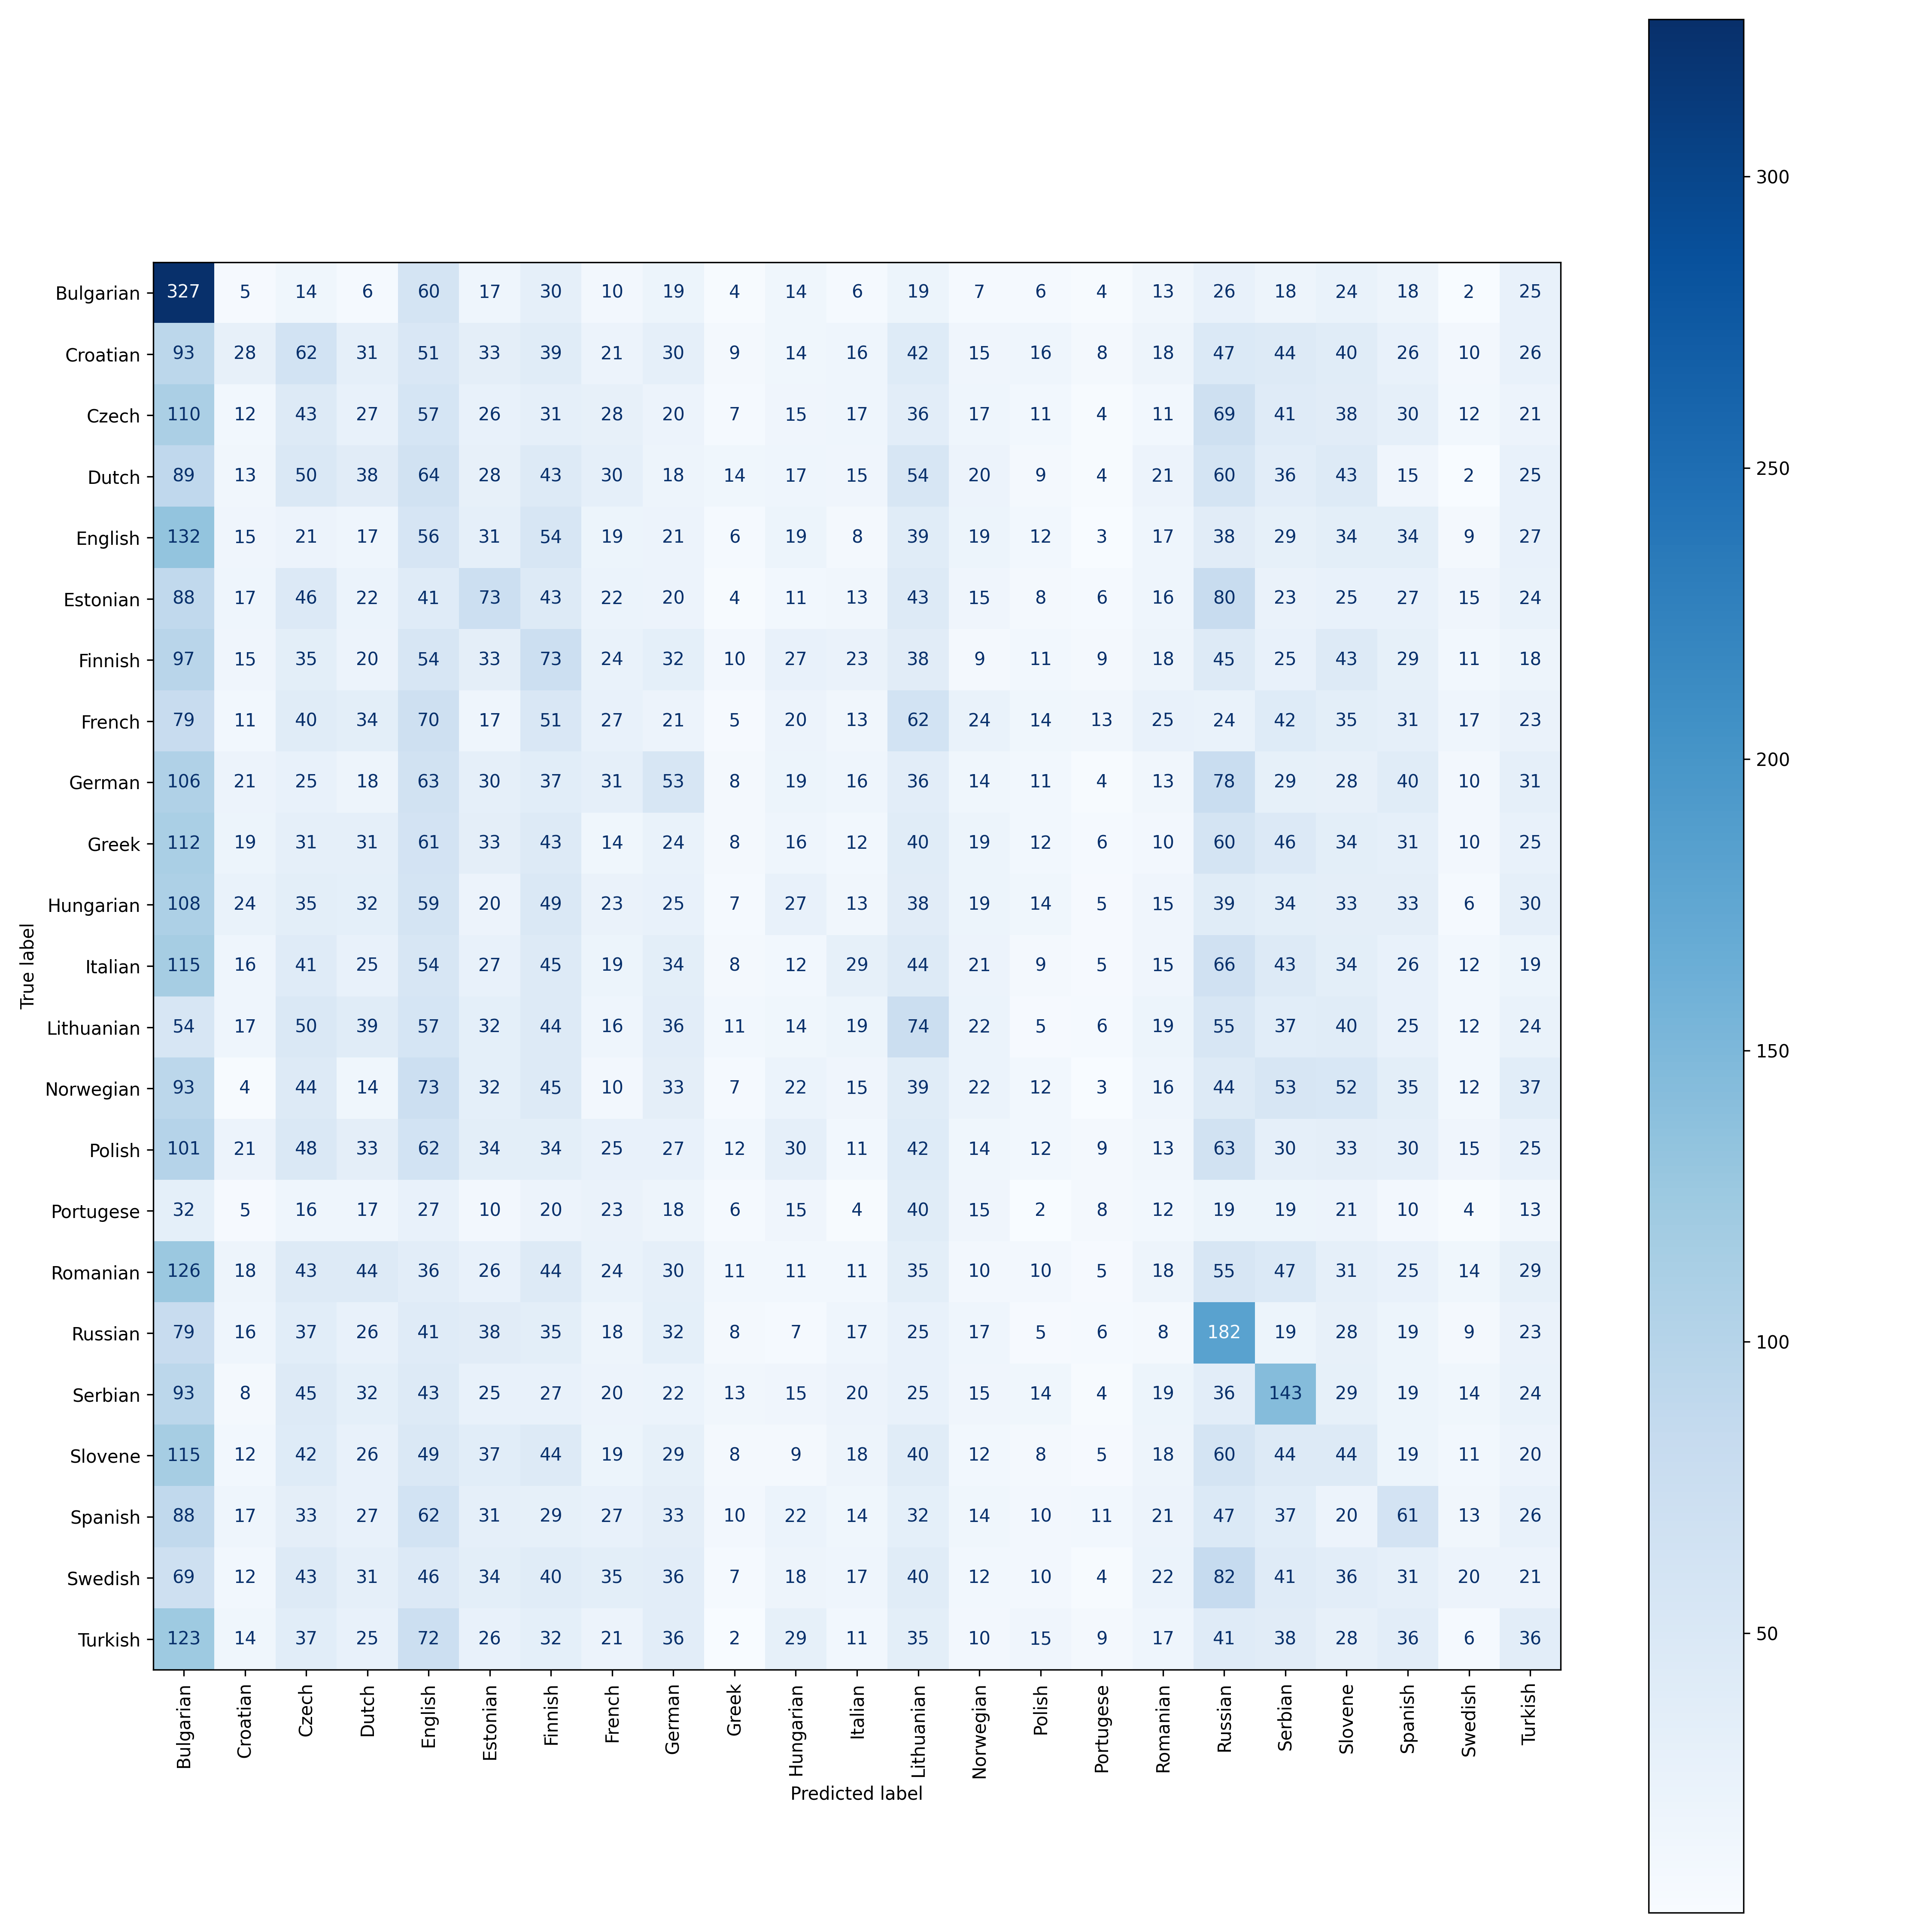 Bulgarian 327 5 14 6 60 17 30 10 19 4 14 6 19 7 6 4 13 26 18 24 18 2 25
Croatian 93 28 62 31 51 33 39 21 30 9 14 16 42 15 16 8 18 47 44 40 26 10 26
Czech 110 12 43 27 57 26 31 28 20 7 15 17 36 17 11 4 11 69 41 38 30 12 21
Dutch 89 13 50 38 64 28 43 30 18 14 17 15 54 20 9 4 21 60 36 43 15 2 25
English 132 15 21 17 56 31 54 19 21 6 19 8 39 19 12 3 17 38 29 34 34 9 27
Estonian 88 17 46 22 41 73 43 22 20 4 11 13 43 15 8 6 16 80 23 25 27 15 24
Finnish 97 15 35 20 54 33 73 24 32 10 27 23 38 9 11 9 18 45 25 43 29 11 18
French 79 11 40 34 70 17 51 27 21 5 20 13 62 24 14 13 25 24 42 35 31 17 23
German 106 21 25 18 63 30 37 31 53 8 19 16 36 14 11 4 13 78 29 28 40 10 31
Greek 112 19 31 31 61 33 43 14 24 8 16 12 40 19 12 6 10 60 46 34 31 10 25
Hungarian 108 24 35 32 59 20 49 23 25 7 27 13 38 19 14 5 15 39 34 33 33 6 30
Italian 115 16 41 25 54 27 45 19 34 8 12 29 44 21 9 5 15 66 43 34 26 12 19
Lithuanian 54 17 50 39 57 32 44 16 36 11 14 19 74 22 5 6 19 55 37 40 25 12 24
Norwegian 93 4 44 14 73 32 45 10 33 7 22 15 39 22 12 3 16 44 53 52 35 12 37
Polish 101 21 48 33 62 34 34 25 27 12 30 11 42 14 12 9 13 63 30 33 30 15 25
Portugese 32 5 16 17 27 10 20 23 18 6 15 4 40 15 2 8 12 19 19 21 10 4 13
Romanian 126 18 43 44 36 26 44 24 30 11 11 11 35 10 10 5 18 55 47 31 25 14 29
Russian 79 16 37 26 41 38 35 18 32 8 7 17 25 17 5 6 8 182 19 28 19 9 23
Serbian 93 8 45 32 43 25 27 20 22 13 15 20 25 15 14 4 19 36 143 29 19 14 24
Slovene 115 12 42 26 49 37 44 19 29 8 9 18 40 12 8 5 18 60 44 44 19 11 20
Spanish 88 17 33 27 62 31 29 27 33 10 22 14 32 14 10 11 21 47 37 20 61 13 26
Swedish 69 12 43 31 46 34 40 35 36 7 18 17 40 12 10 4 22 82 41 36 31 20 21
Turkish 123 14 37 25 72 26 32 21 36 2 29 11 35 10 15 9 17 41 38 28 36 6 36
Bulgarian Croatian Czech Dutch English Estonian Finnish French German Greek Hungarian Italian Lithuanian Norwegian Polish Portugese Romanian Russian Serbian Slovene Spanish Swedish Turkish
Predicted label
True label
300
250
200
150
100
50